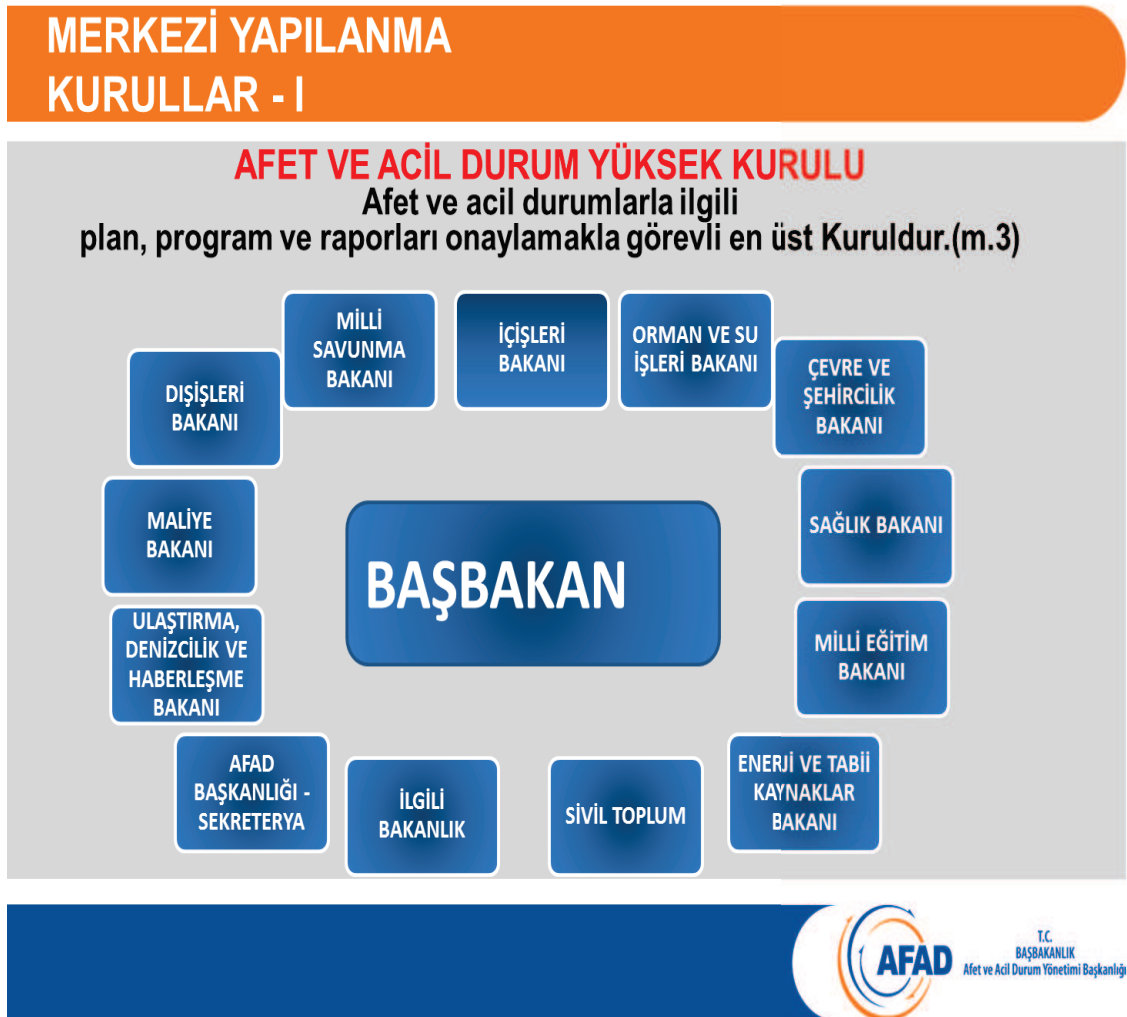 MERKEZİ YAPILANMA
KURULLAR - I
AFET VE ACİL DURUM YÜKSEK KURULU
Afet ve acil durumlarla ilgili
plan, program ve raporları onaylamakla görevli en üst Kuruldur.(m.3)
MİLLİ
SAVUNMA
BAKANI
İÇİŞLERİ
BAKANI
ORMAN VE SU
İŞLERİ BAKANI
DIŞİŞLERİ
BAKANI
ÇEVRE VE
ŞEHİRCİLİK
BAKANI
MALİYE
BAKANI
SAĞLIK BAKANI
BAŞBAKAN
ULAŞTIRMA,
DENİZCİLİK VE
HABERLEŞME
BAKANI
MİLLİ EĞİTİM
BAKANI
AFAD
BAŞKANLIĞI -
SEKRETERYA
İLGİLİ
BAKANLIK
SİVİL TOPLUM
ENERJİ VE TABİİ
KAYNAKLAR
BAKANI
AFAD
T.C.
BAŞBAKANLIK
Afet ve Acil Durum Yönetimi Başkanlığı